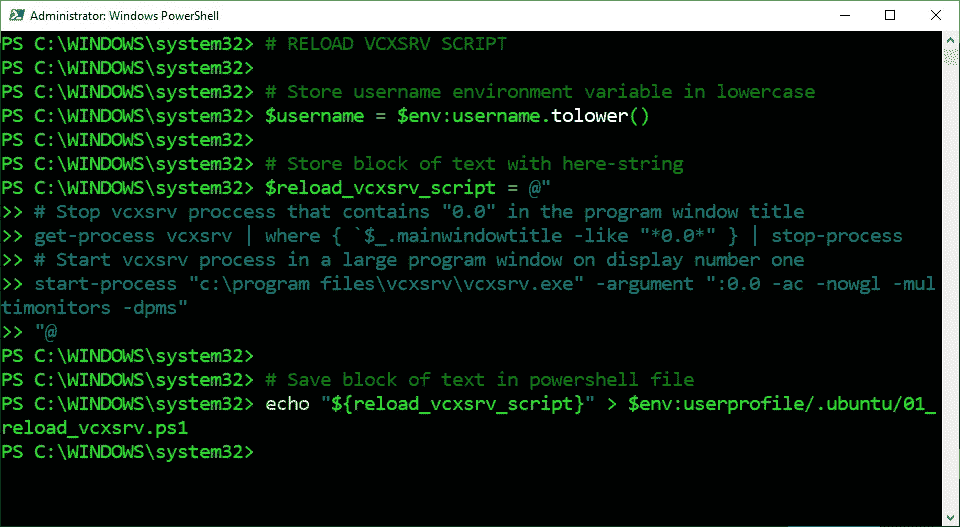 Administrator: Windows PowerShell
PS C:\WINDOWS\system32> # RELOAD VCXSRV SCRIPT
PS C:\WINDOWS\system32>
PS C:\WINDOWS\system32> # Store username environment variable in lowercase
PS C:\WINDOWS\system32> $username = $env:username.tolower()
PS C:\WINDOWS\system32>
PS C:\WINDOWS\system32> # Store block of text with here-string
PS C:\WINDOWS\system32> $reload_vcxsrv_script = @"
>> # Stop vcxsrv proccess that contains "0.0" in the program window title
>> get-process vcxsrv | where { `$_.mainwindowtitle -like "*0.0*" } | stop-process
>> # Start vcxsrv process in a large program window on display number one
>> start-process "c:\program files\vcxsrv\vcxsrv.exe" -argument ":0.0 -ac -nowgl -mul
timonitors -dpms"
>> "@
PS C:\WINDOWS\system32>
PS C:\WINDOWS\system32> # Save block of text in powershell file
PS C:\WINDOWS\system32> echo "${reload_vcxsrv_script}" > $env:userprofile/.ubuntu/01_
reload_vcxsrv.ps1
PS C:\WINDOWS\system32>